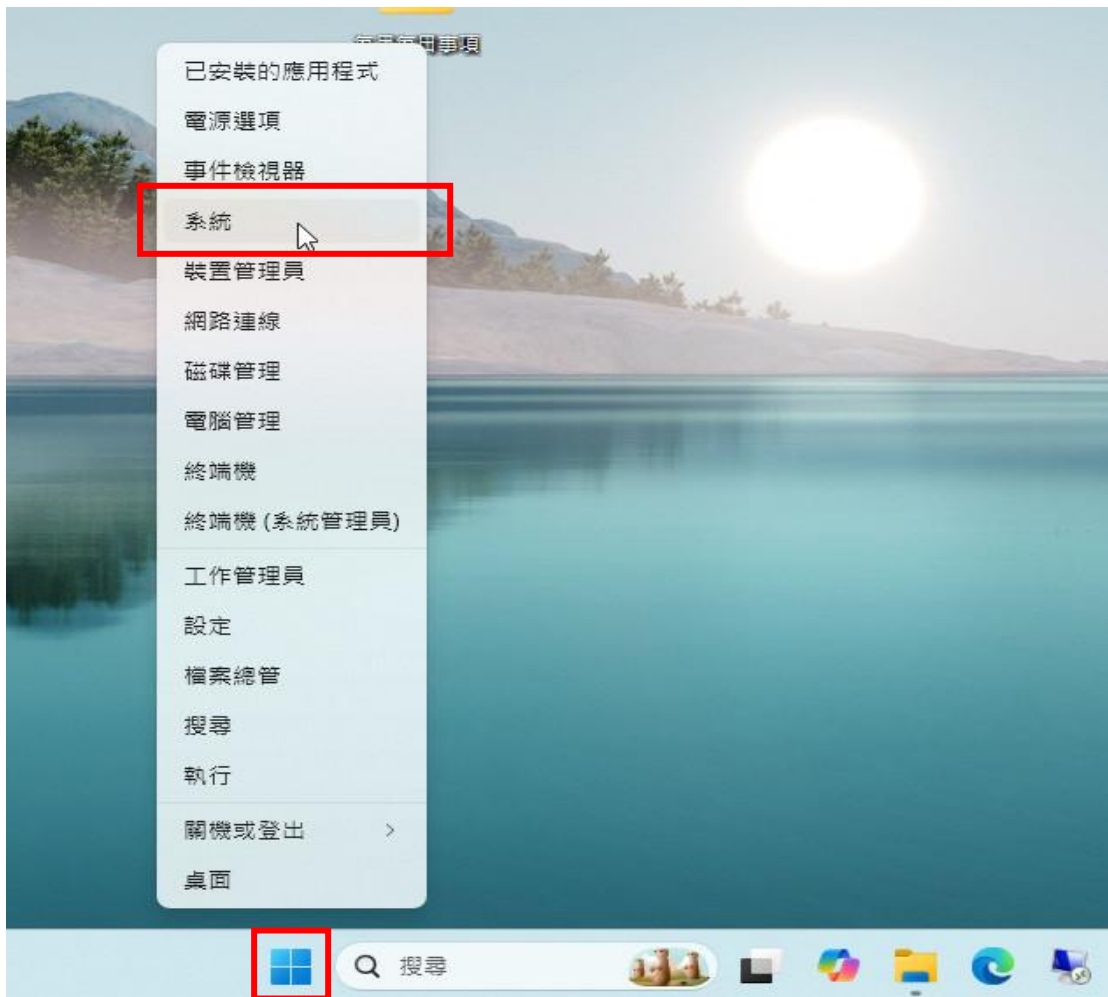 事項
已安裝的應用程式
電源選項
事件檢視器
系統
裝置管理員
網路連線
磁碟管理
電腦管理
終端機
終端機 (系統管理員)
工作管理員
設定
檔案總管
搜尋
執行
關機或登出
桌面
搜尋